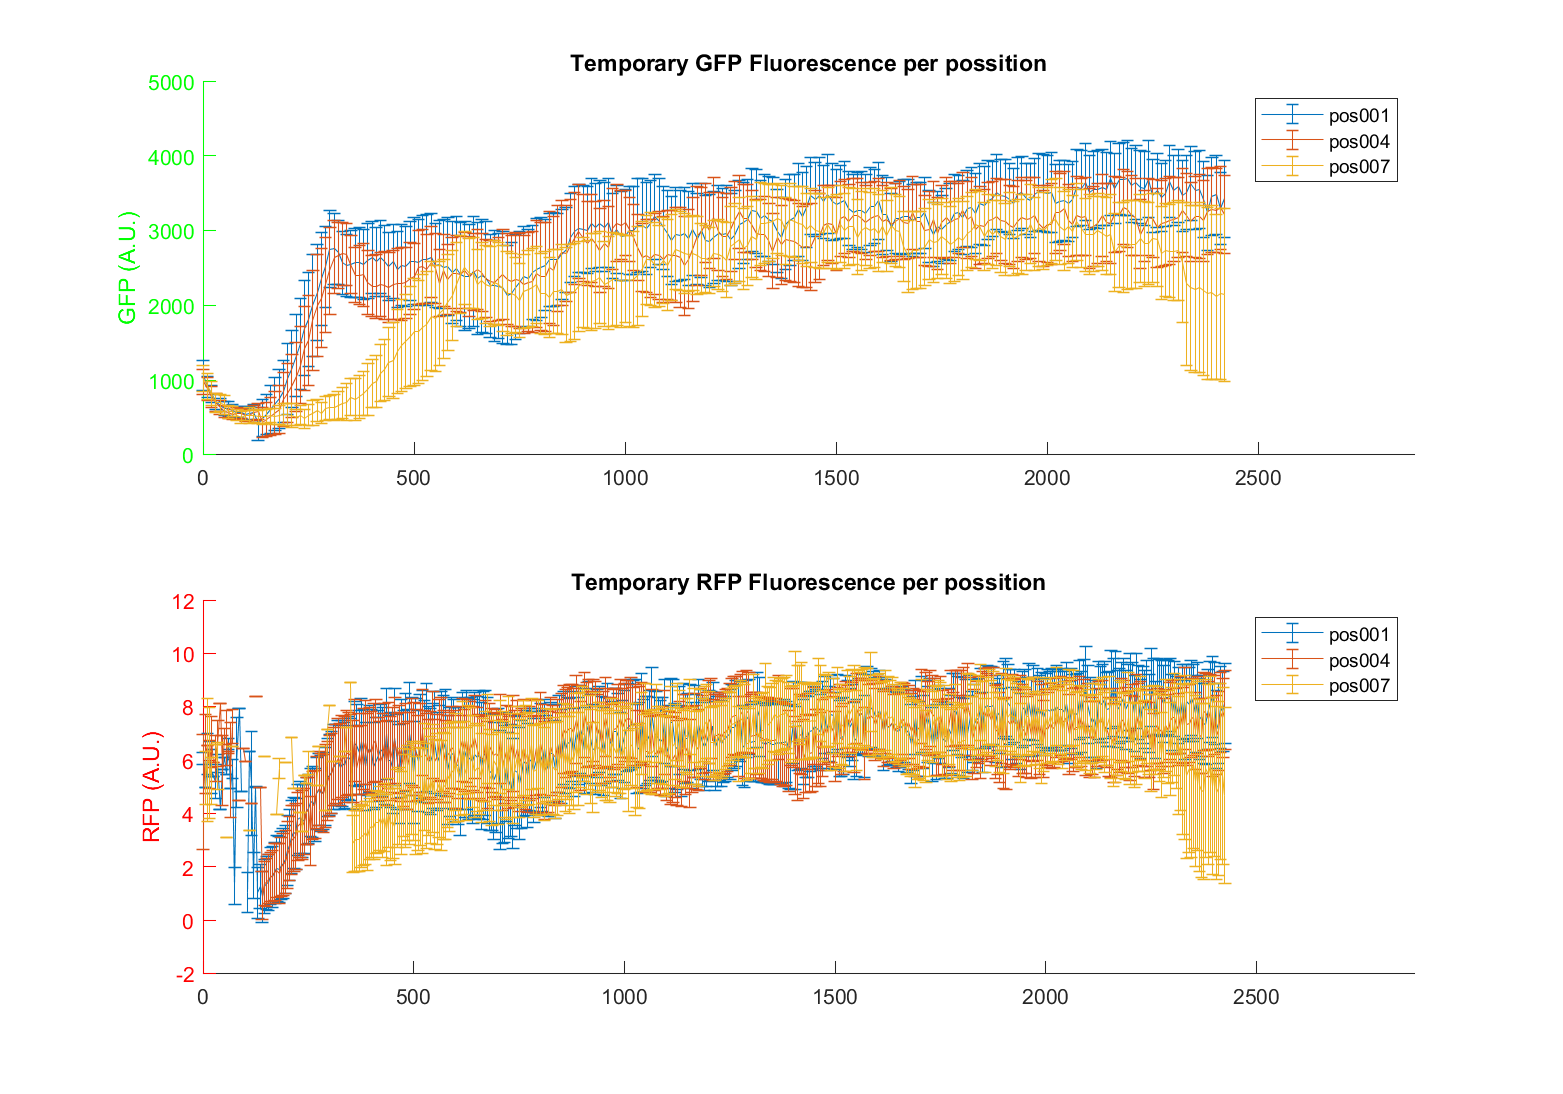 Temporary GFP Fluorescence per possition
5000
4000
3000
2000
1000
0
GFP (A.U.)
0 500 1000 1500 2000 2500
pos001
pos004
pos007
Temporary RFP Fluorescence per possition
12
10
8
6
4
2
0
-2
RFP (A.U.)
0 500 1000 1500 2000 2500
pos001
pos004
pos007